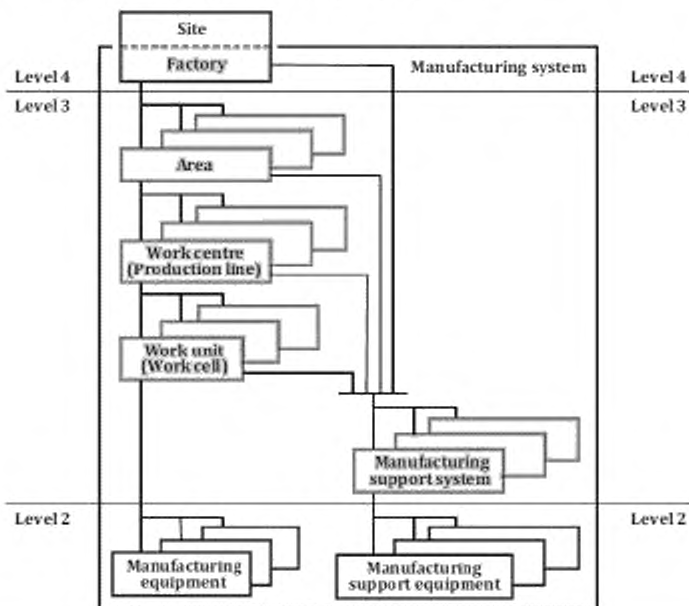 Site
Factory
Manufacturing system
Level 4
Level 4
Level 3
Level 3
Area
Work centre
(Production line)
Work unit
(Work cell)
Manufacturing
support system
Level 2
Level 2
Manufacturing
equipment
Manufacturing
support equipment